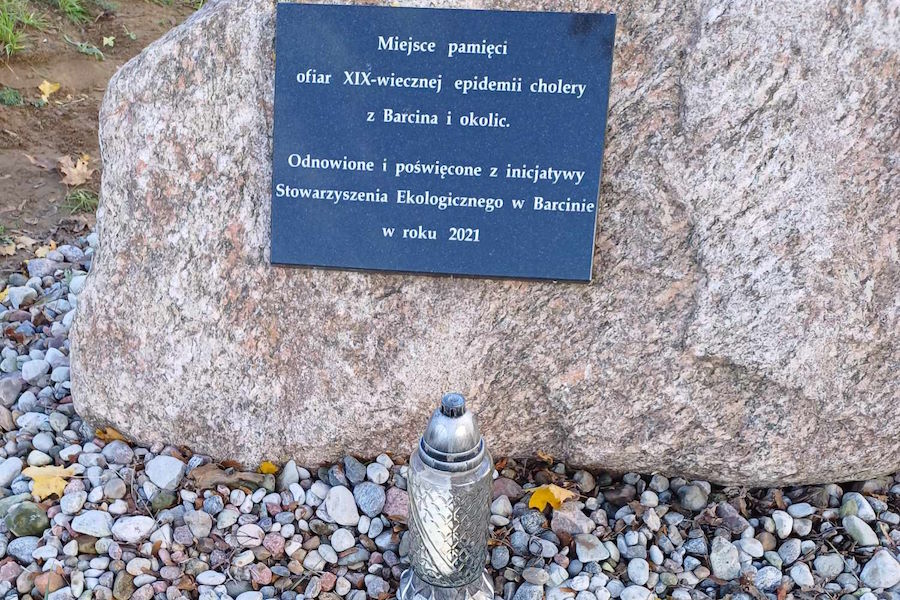 Miejsce pamięci
ofiar XIX-wiecznej epidemii cholery
z Barcina i okolic.
Odnowione i poświęcone z inicjatywy
Stowarzyszenia Ekologicznego w Barcinie
w roku 2021